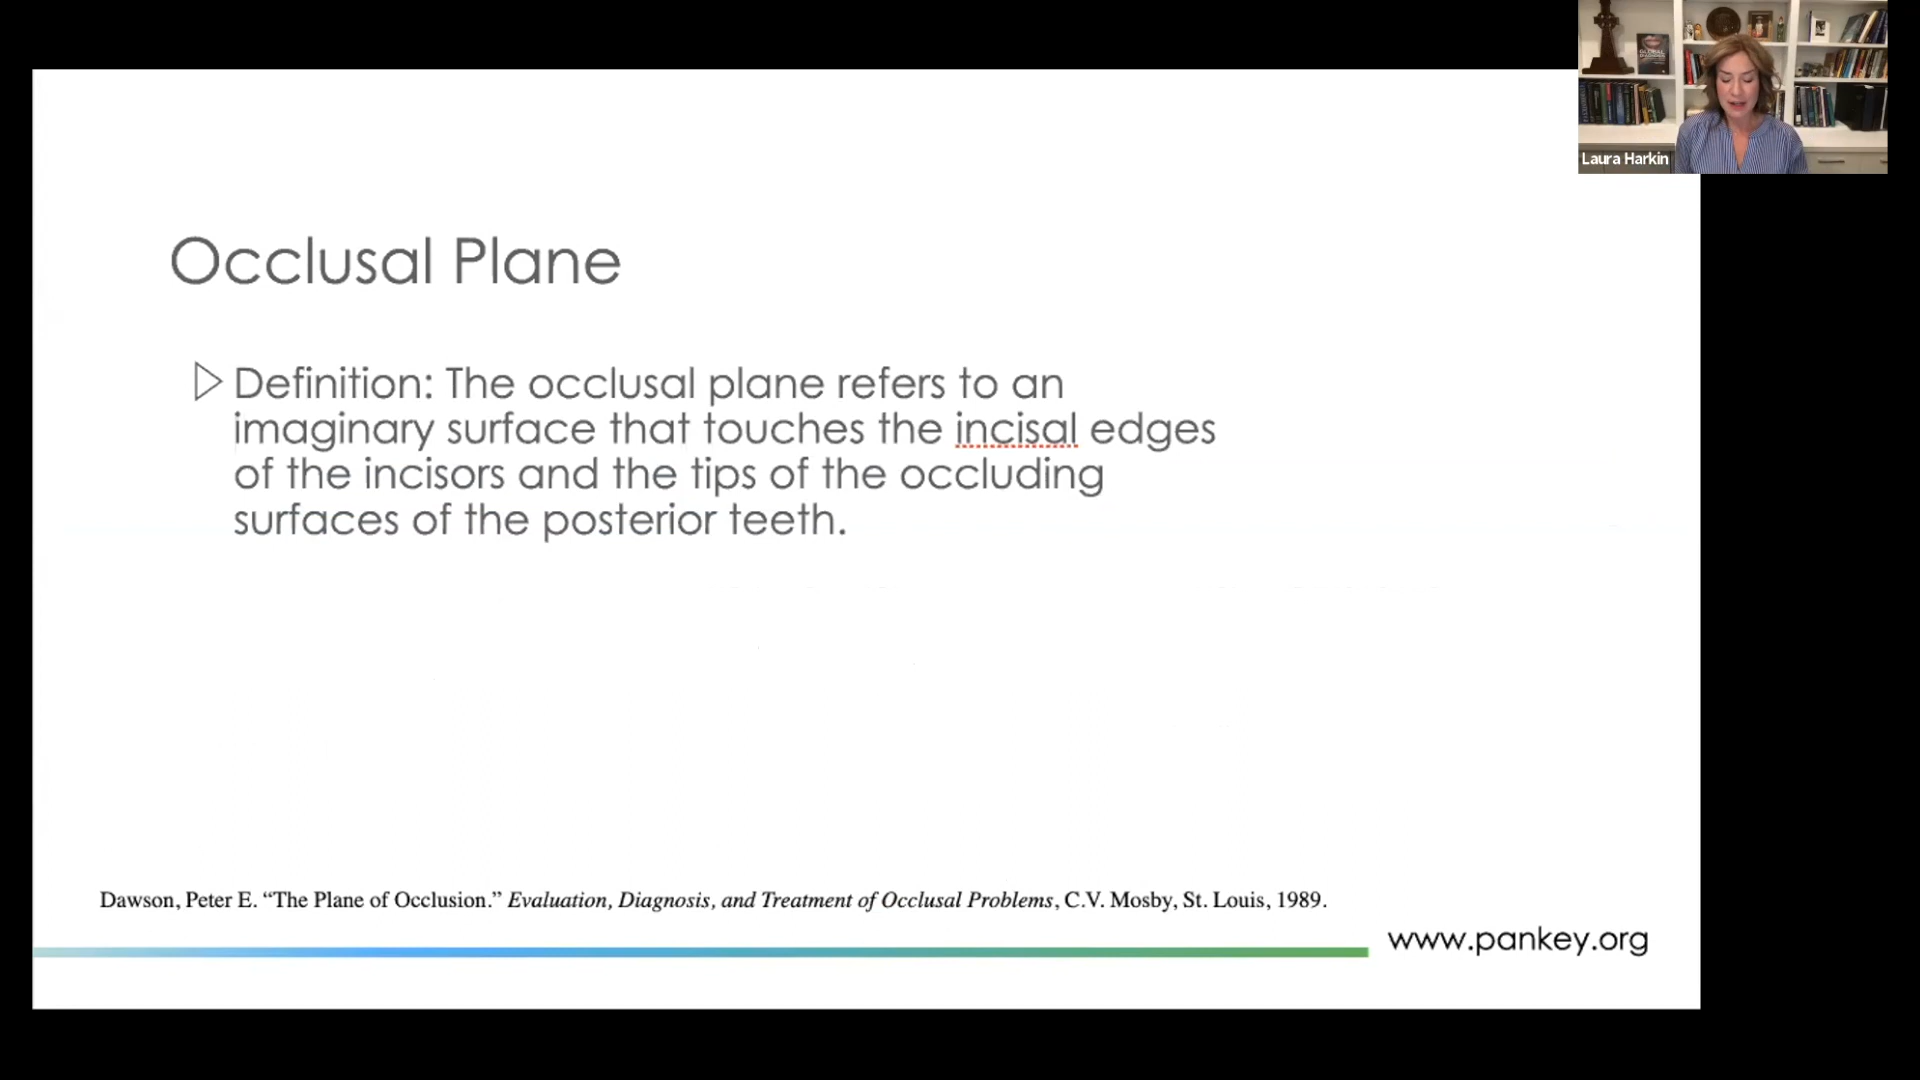 Laura Harkin
Occlusal Plane
Definition: The occlusal plane refers to an
imaginary surface that touches the incisal edges
of the incisors and the tips of the occluding
surfaces of the posterior teeth.
Dawson, Peter E. “The Plane of Occlusion.” Evaluation, Diagnosis, and Treatment of Occlusal Problems, C.V. Mosby, St. Louis, 1989.
www.pankey.org